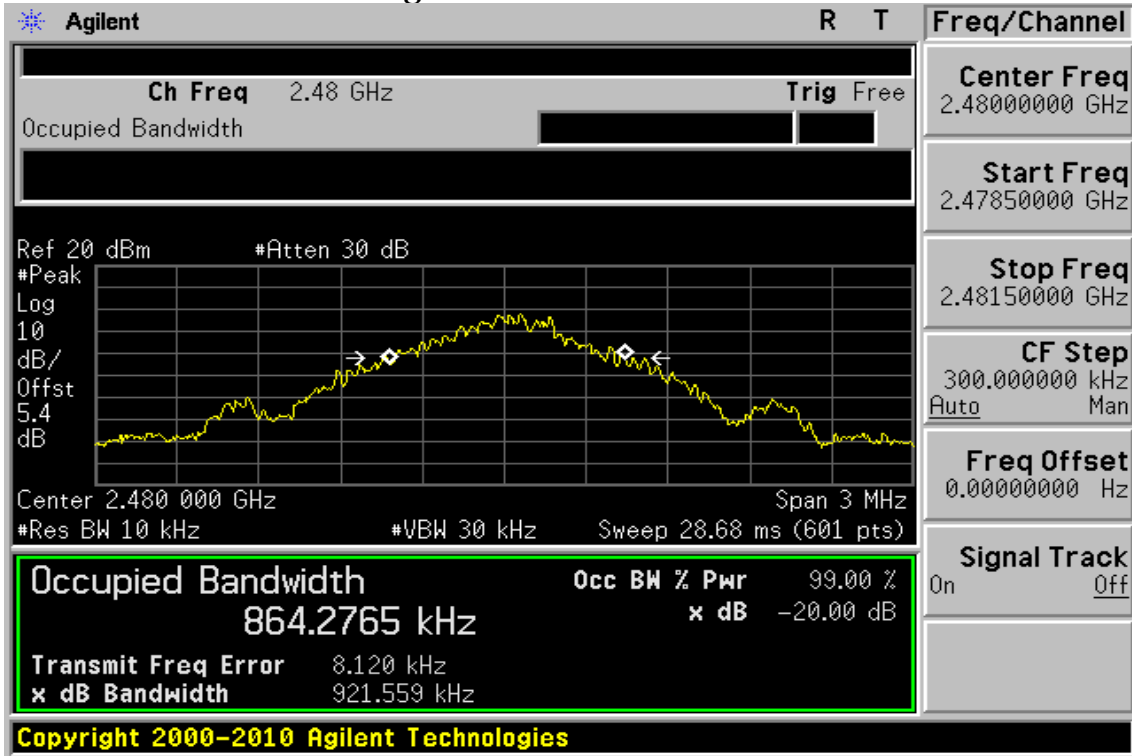 Agilent R T
Freq/Channel
Ch Freq 2.48 GHz Trig Free
Occupied Bandwidth
Center Freq
2.48000000 GHz
Start Freq
2.47850000 GHz
Stop Freq
2.48150000 GHz
CF Step
300.000000 kHz
Auto Man
Freq Offset
0.00000000 Hz
Signal Track
On Off
Ref 20 dBm #Atten 30 dB
#Peak
Log
10
dB/
Offst
5.4
dB
Center 2.480 000 GHz Span 3 MHz
#Res BW 10 kHz #VBW 30 kHz Sweep 28.68 ms (601 pts)
Occupied Bandwidth
864.2765 kHz
Occ BW % Pwr 99.00 %
x dB -20.00 dB
Transmit Freq Error 8.120 kHz
x dB Bandwidth 921.559 kHz
Copyright 2000-2010 Agilent Technologies